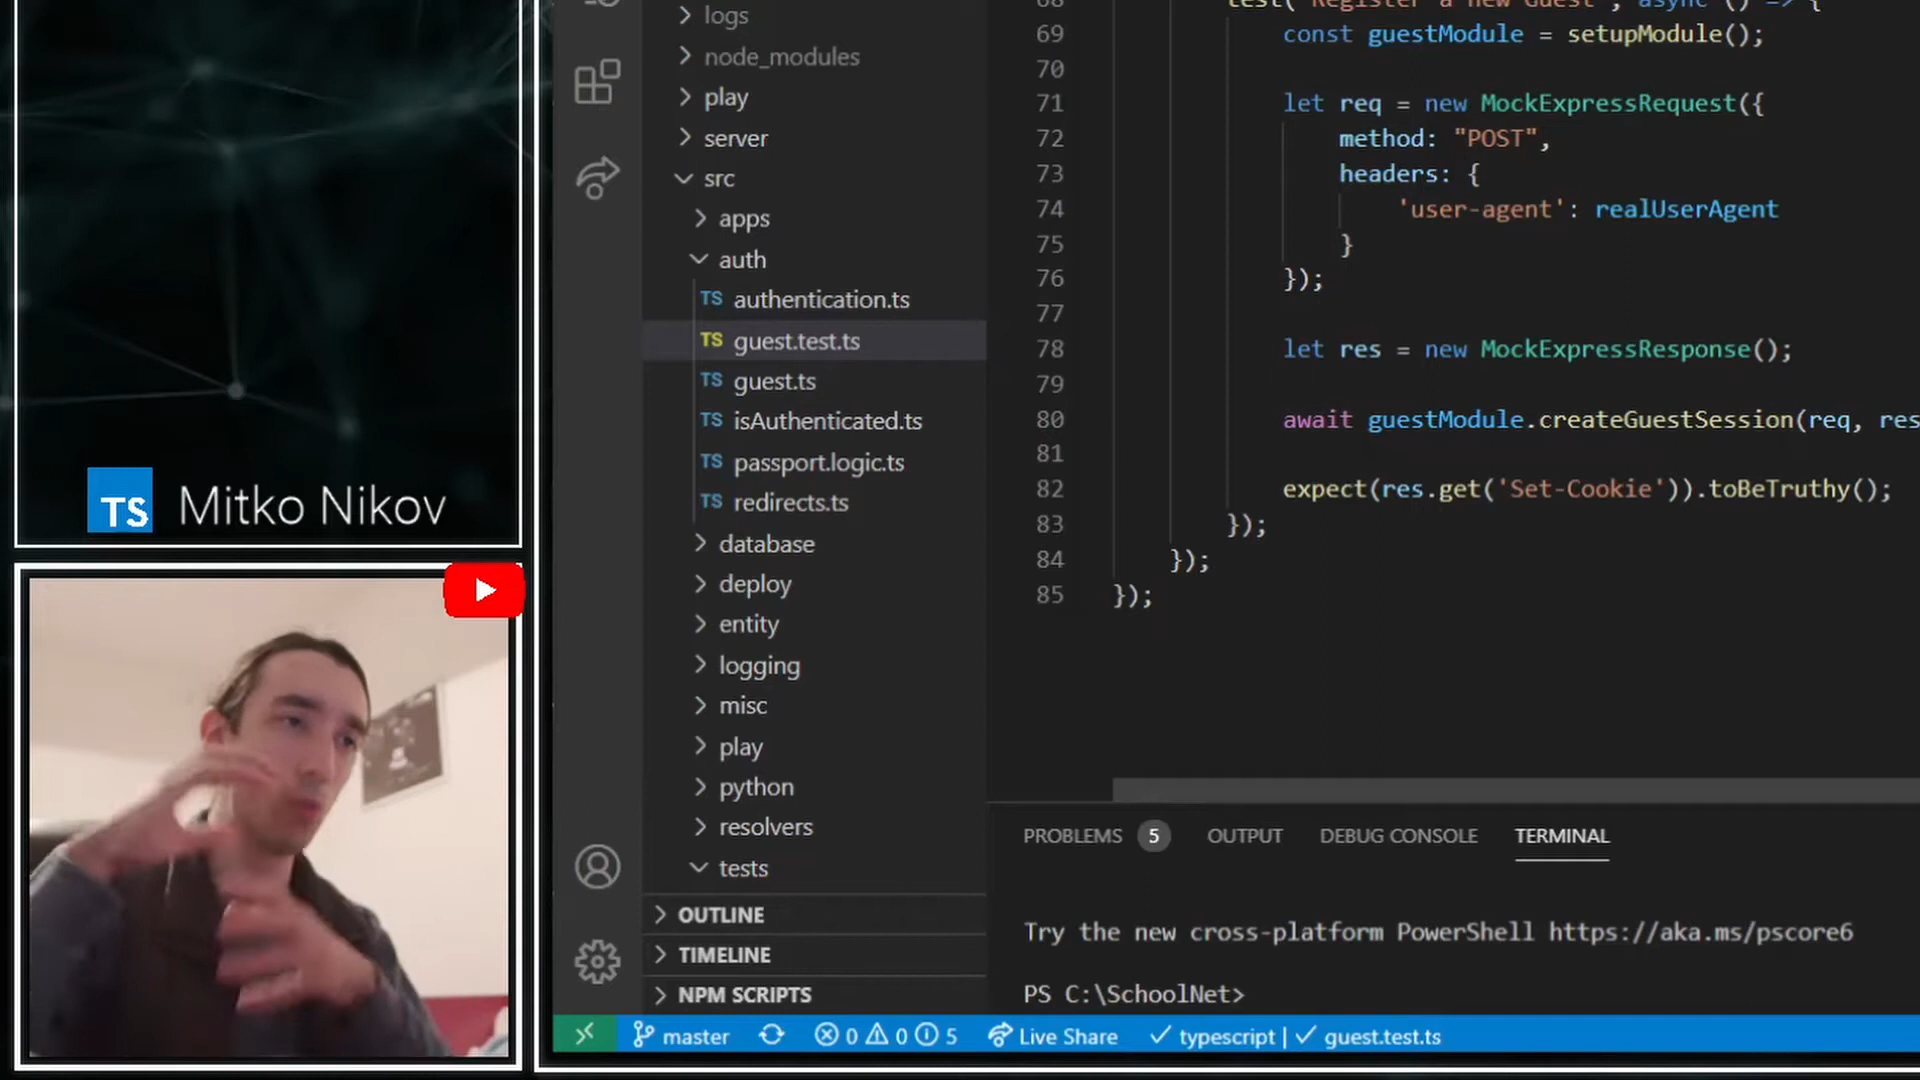 TS Mitko Nikov
logs
node_modules
play
server
src
apps
auth
TS authentication.ts
TS guest.test.ts
TS guest.ts
TS isAuthenticated.ts
TS passport.logic.ts
TS redirects.ts
database
deploy
entity
logging
misc
play
python
resolvers
tests
OUTLINE
TIMELINE
NPM SCRIPTS
68 test("Register a new Guest", async () => {
69 const guestModule = setupModule();
70
71 let req = new MockExpressRequest({
72 method: "POST",
73 headers: {
74 'user-agent': realUserAgent
75 }
76 });
77
78 let res = new MockExpressResponse();
79
80 await guestModule.createGuestSession(req, res
81
82 expect(res.get('Set-Cookie')).toBeTruthy();
83 });
84 });
85 });
PROBLEMS 5 OUTPUT DEBUG CONSOLE TERMINAL
Try the new cross-platform PowerShell https://aka.ms/pscore6
PS C:\SchoolNet>
master 0 0 5 Live Share typescript | guest.test.ts